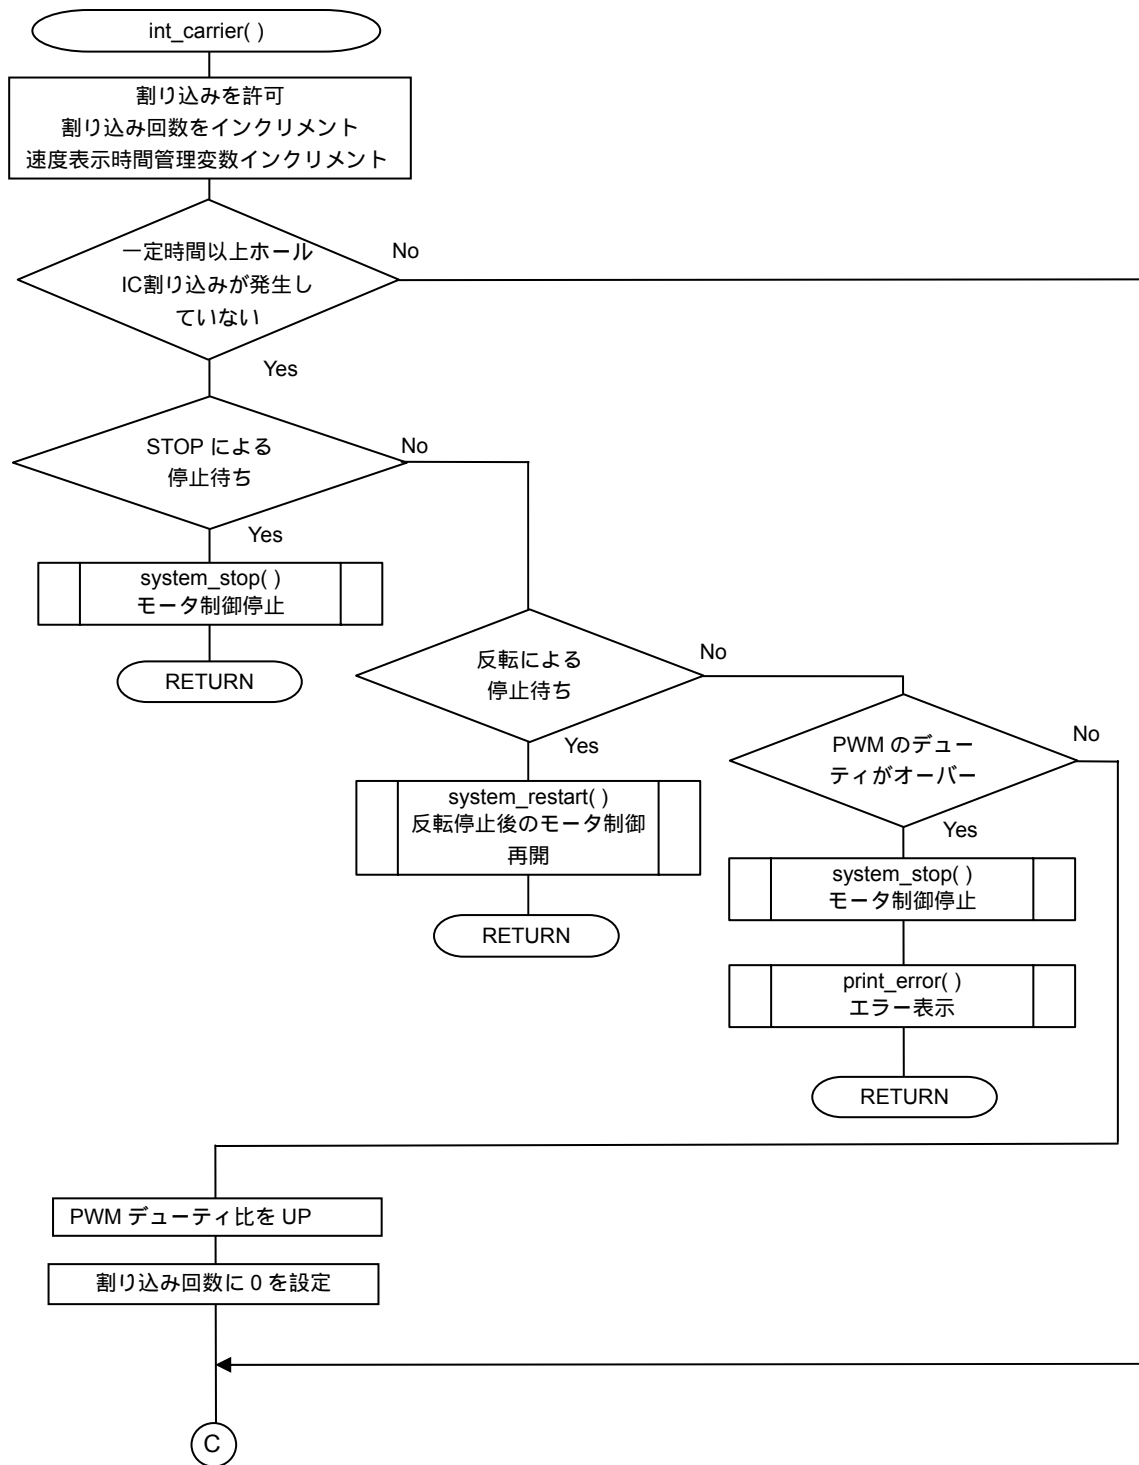 int_carrier( )
割り込みを許可
割り込み回数をインクリメント
速度表示時間管理変数インクリメント
一定時間以上ホール
IC割り込みが発生し
ていない
No
Yes
STOP による
停止待ち
No
Yes
system_stop( )
モータ制御停止
RETURN
反転による
停止待ち
No
Yes
system_restart( )
反転停止後のモータ制御
再開
RETURN
PWM のデュー
ティがオーバー
No
Yes
system_stop( )
モータ制御停止
print_error( )
エラー表示
RETURN
PWM デューティ比を UP
割り込み回数に 0 を設定
C